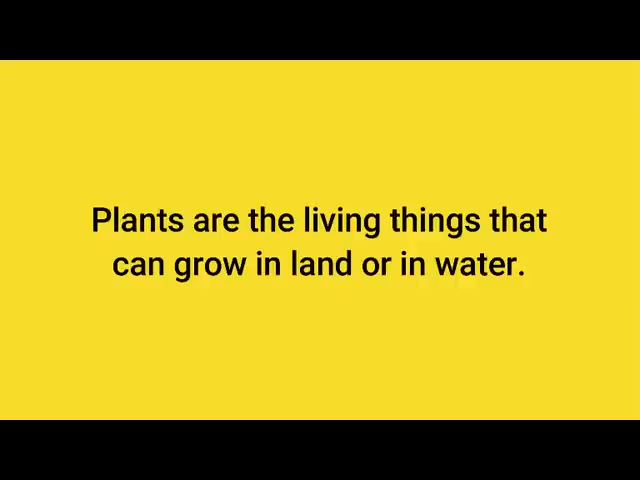 Plants are the living things that
can grow in land or in water.